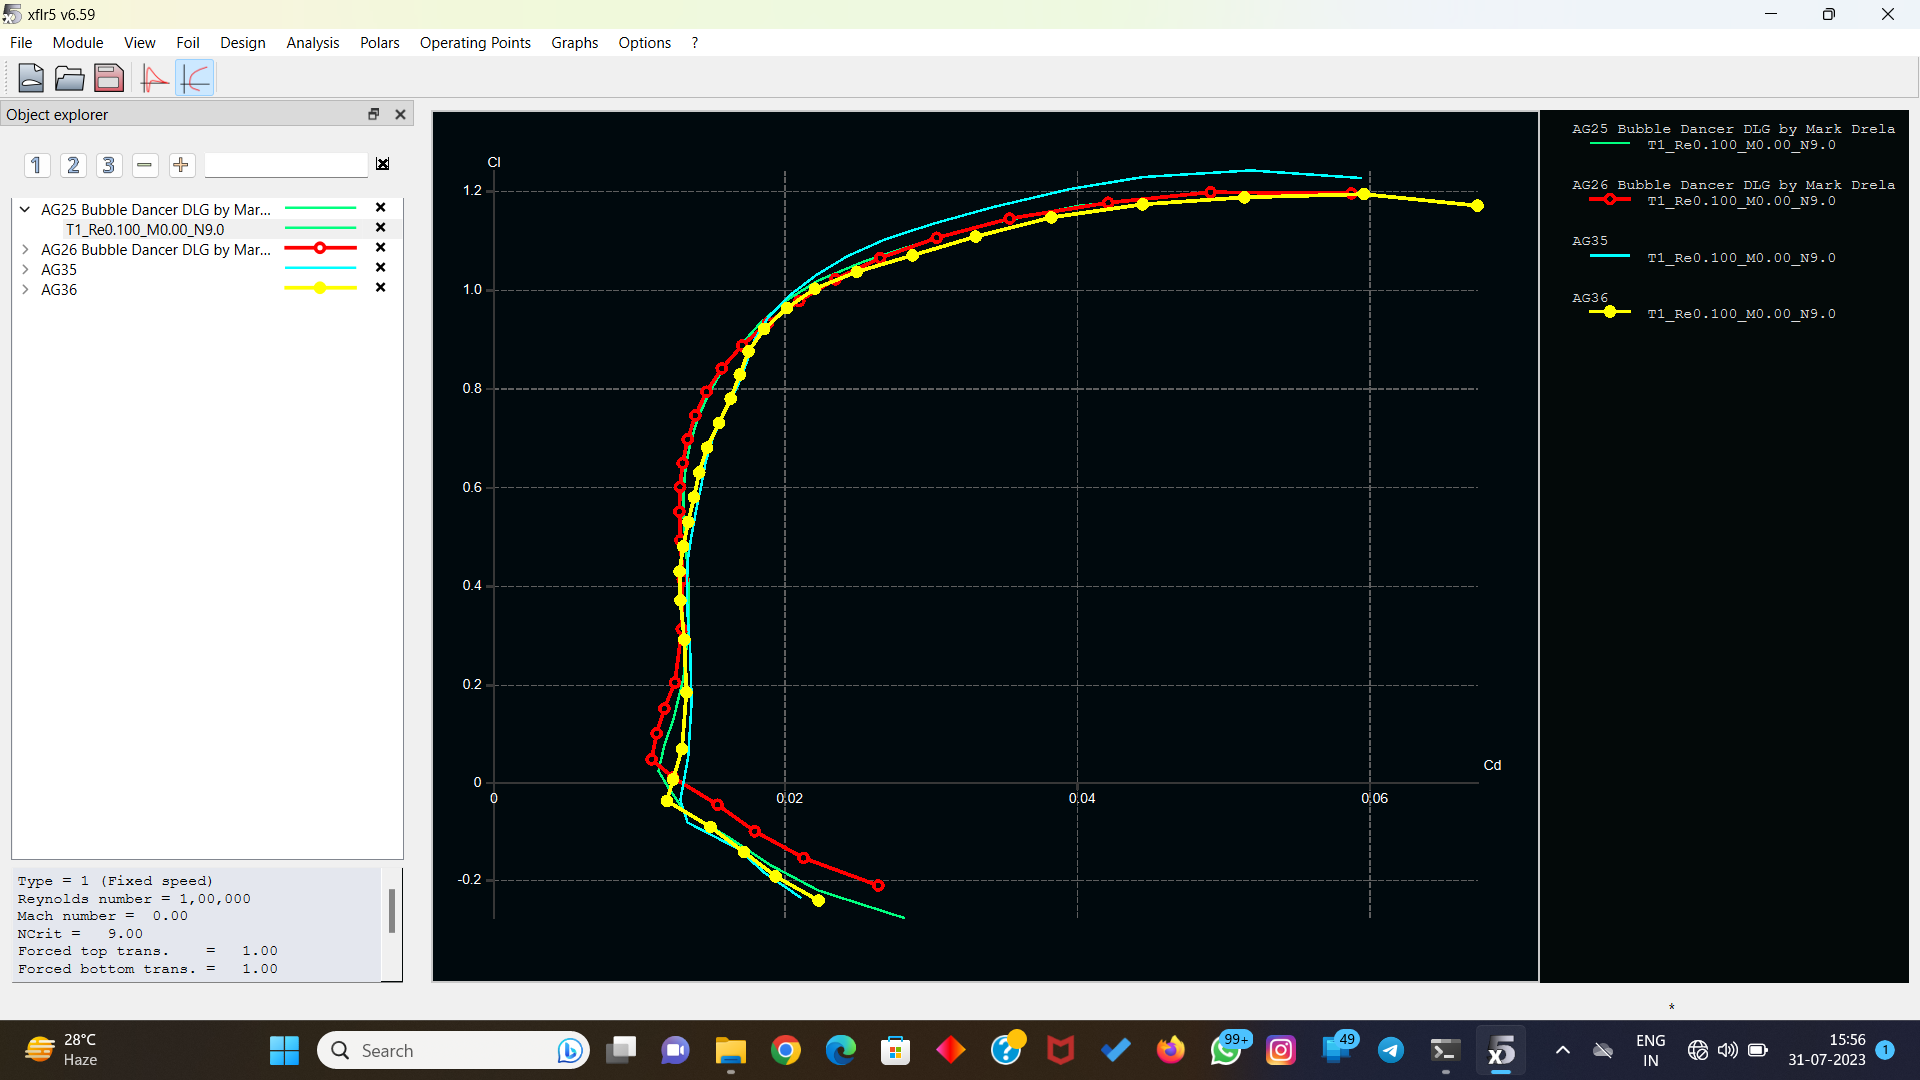 xflr5 v6.59
File Module View Foil Design Analysis Polars Operating Points Graphs Options ?
Object explorer
1 2 3
AG25 Bubble Dancer DLG by Mar...
T1_Re0.100_M0.00_N9.0
AG26 Bubble Dancer DLG by Mar...
AG35
AG36
Type = 1 (Fixed speed)
Reynolds number = 1,00,000
Mach number = 0.00
NCrit = 9.00
Forced top trans. = 1.00
Forced bottom trans. = 1.00
Cl
1.2
1.0
0.8
0.6
0.4
0.2
0
-0.2
0 0.02 0.04 0.06
Cd
AG25 Bubble Dancer DLG by Mark Drela
T1_Re0.100_M0.00_N9.0
AG26 Bubble Dancer DLG by Mark Drela
T1_Re0.100_M0.00_N9.0
AG35
T1_Re0.100_M0.00_N9.0
AG36
T1_Re0.100_M0.00_N9.0
*
28°C
Haze
Search
99+
49
x5
ENG
IN
15:56
31-07-2023
1